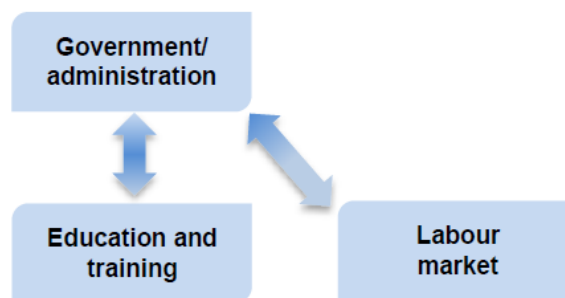 Government/
administration
Education and
training
Labour
market